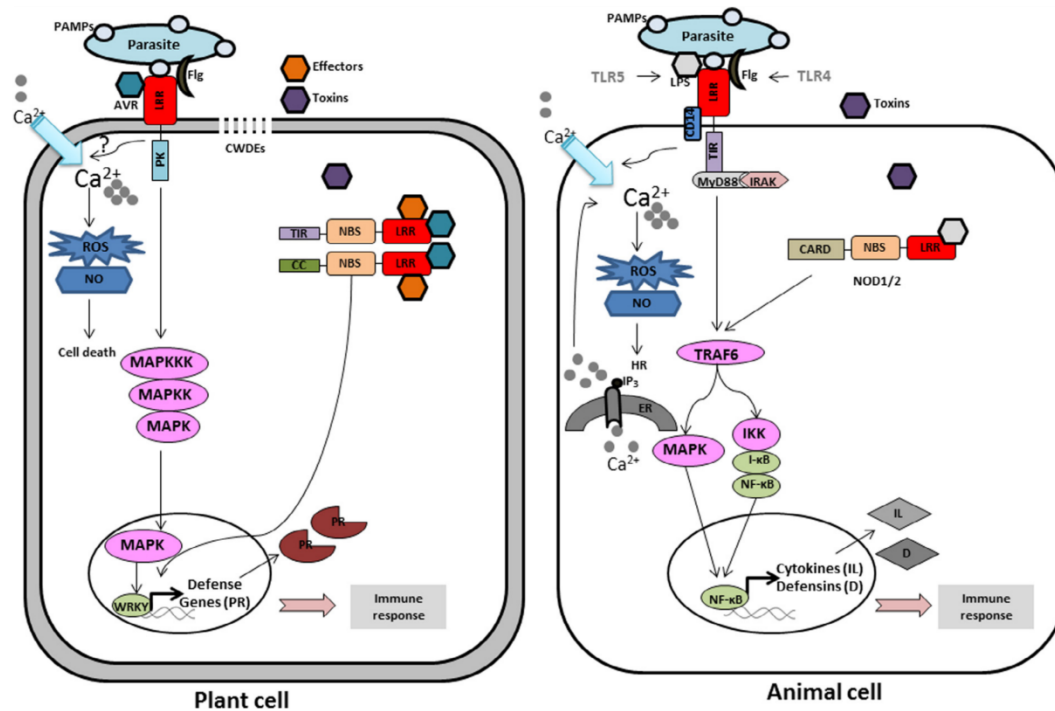 PAMPs
Parasite
Flg
AVR
LRR
Effectors
Toxins
Ca2+
CWDEs
?
PK
Ca2+
ROS
NO
Cell death
TIR
NBS
LRR
CC
NBS
LRR
MAPKKK
MAPKK
MAPK
MAPK
WRKY
Defense
Genes (PR)
PR
PR
Immune
response
Plant cell
PAMPs
Parasite
TLR5
LPS
LRR
Flg
TLR4
Toxins
Ca2+
CD14
TIR
MyD88
IRAK
Ca2+
ROS
NO
HR
CARD
NBS
LRR
NOD1/2
TRAF6
IP3
ER
Ca2+
MAPK
IKK
I-κB
NF-κB
IL
D
Cytokines (IL)
Defensins (D)
NF-κB
Immune
response
Animal cell